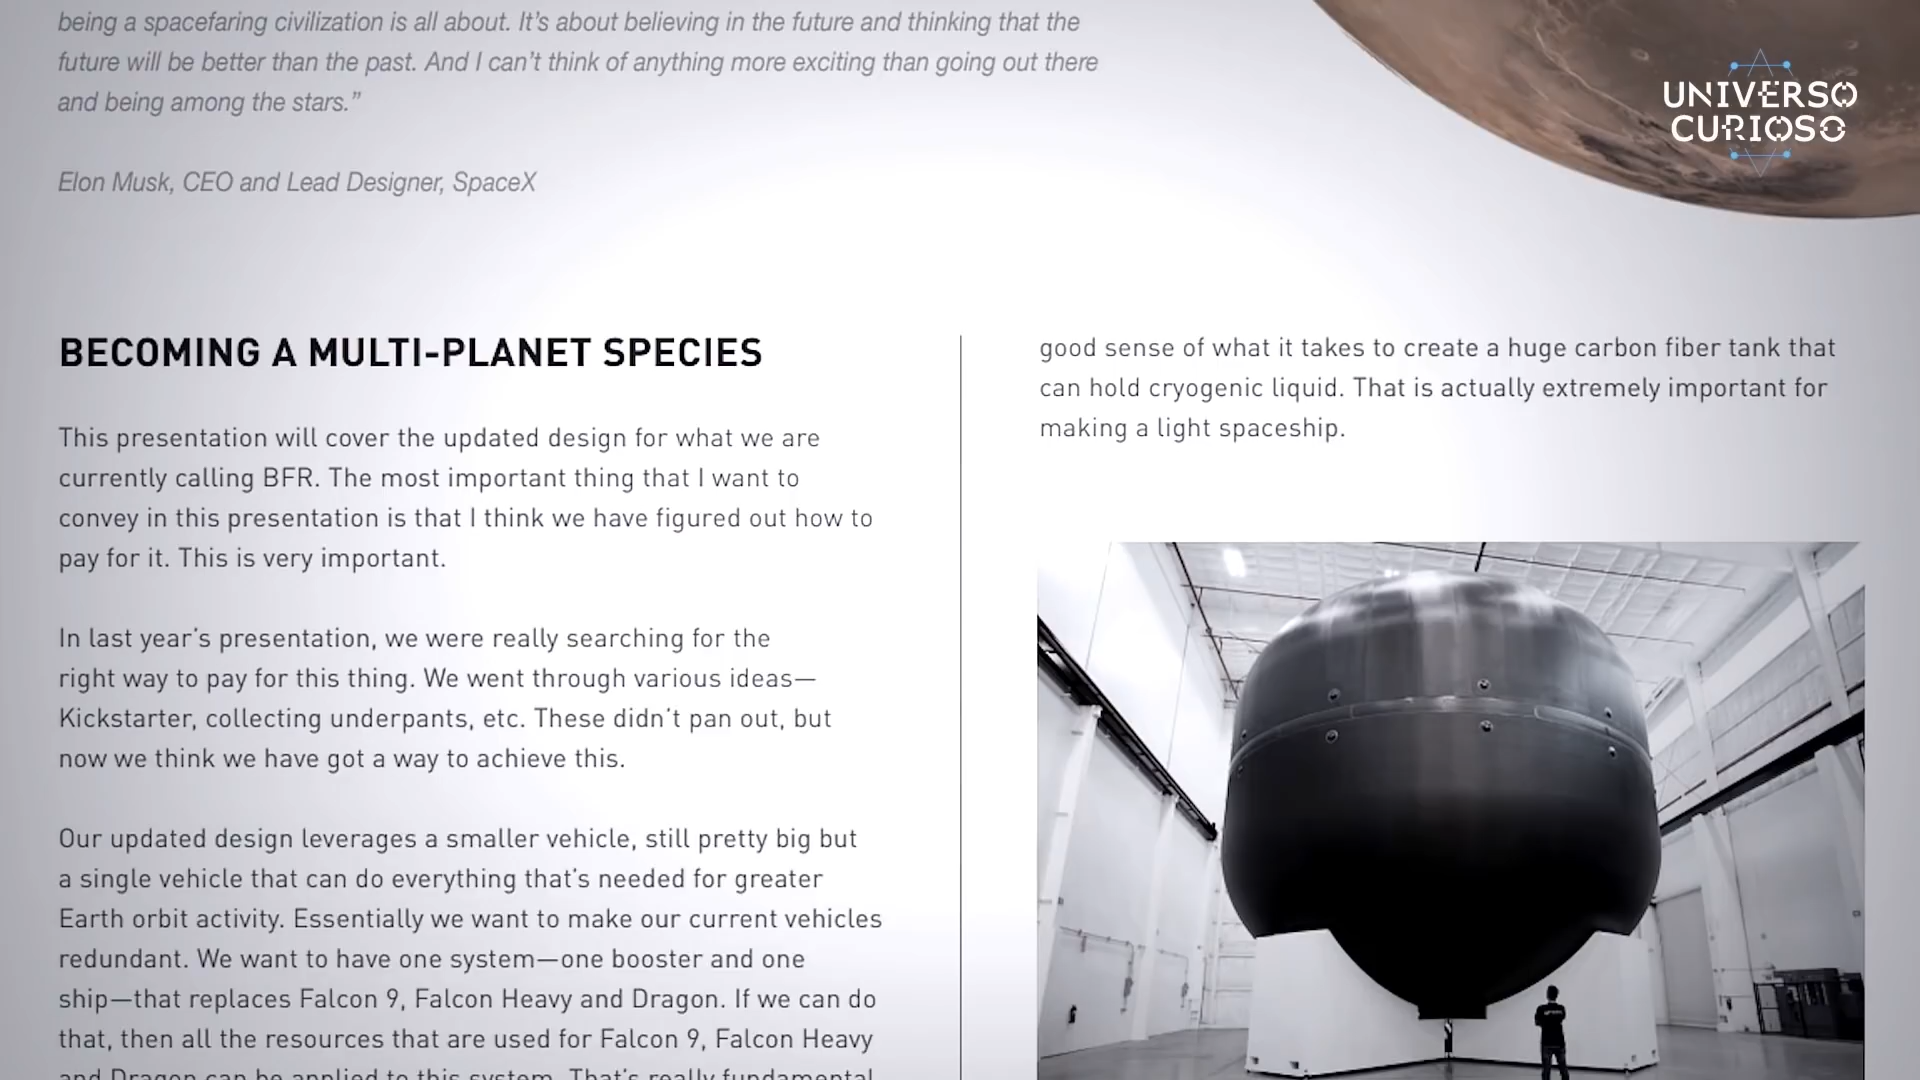 being a spacefaring civilization is all about. It's about believing in the future and thinking that the
future will be better than the past. And I can't think of anything more exciting than going out there
and being among the stars.”
Elon Musk, CEO and Lead Designer, SpaceX
UNIVERSO
CURIOSO
BECOMING A MULTI-PLANET SPECIES
This presentation will cover the updated design for what we are
currently calling BFR. The most important thing that I want to
convey in this presentation is that I think we have figured out how to
pay for it. This is very important.
In last year's presentation, we were really searching for the
right way to pay for this thing. We went through various ideas—
Kickstarter, collecting underpants, etc. These didn't pan out, but
now we think we have got a way to achieve this.
Our updated design leverages a smaller vehicle, still pretty big but
a single vehicle that can do everything that's needed for greater
Earth orbit activity. Essentially we want to make our current vehicles
redundant. We want to have one system—one booster and one
ship—that replaces Falcon 9, Falcon Heavy and Dragon. If we can do
that, then all the resources that are used for Falcon 9, Falcon Heavy
and Dragon can be applied to this system. That's really fundamental
good sense of what it takes to create a huge carbon fiber tank that
can hold cryogenic liquid. That is actually extremely important for
making a light spaceship.